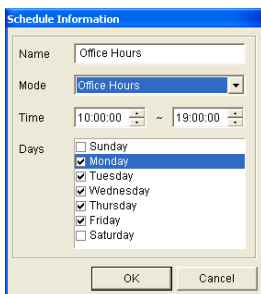 Schedule Information
Name Office Hours
Mode Office Hours
Time 10:00:00 ~ 19:00:00
Days Sunday
Monday
Tuesday
Wednesday
Thursday
Friday
Saturday
OK Cancel